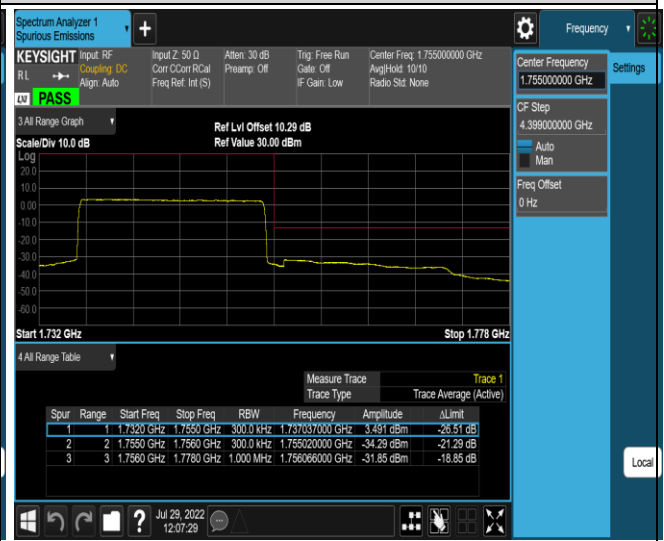 Spectrum Analyzer 1
Spurious Emissions
+
Frequency
KEYSIGHT Input: RF Input Z: 50 Ω Atten: 30 dB Trig: Free Run Center Freq: 1.755000000 GHz
RL Coupling: DC Corr CCorr RCal Preamp: Off Gate: Off Avg|Hold: 10/10
Align: Auto Freq Ref: Int (S) IF Gain: Low Radio Std: None
LNI PASS
Center Frequency
1.755000000 GHz
Settings
CF Step
4.399000000 GHz
Auto
Man
Freq Offset
0 Hz
3 All Range Graph
Ref Lvl Offset 10.29 dB
Scale/Div 10.0 dB Ref Value 30.00 dBm
Log
20.0
10.0
0.00
-10.0
-20.0
-30.0
-40.0
-50.0
-60.0
Start 1.732 GHz Stop 1.778 GHz
4 All Range Table
Measure Trace Trace 1
Trace Type Trace Average (Active)
Spur Range Start Freq Stop Freq RBW Frequency Amplitude ΔLimit
1 1 1.7320 GHz 1.7550 GHz 300.0 kHz 1.737037000 GHz 3.491 dBm -26.51 dB
2 2 1.7550 GHz 1.7560 GHz 300.0 kHz 1.755020000 GHz -34.29 dBm -21.29 dB
3 3 1.7560 GHz 1.7780 GHz 1.000 MHz 1.756066000 GHz -31.85 dBm -18.85 dB
Local
? Jul 29, 2022
12:07:29